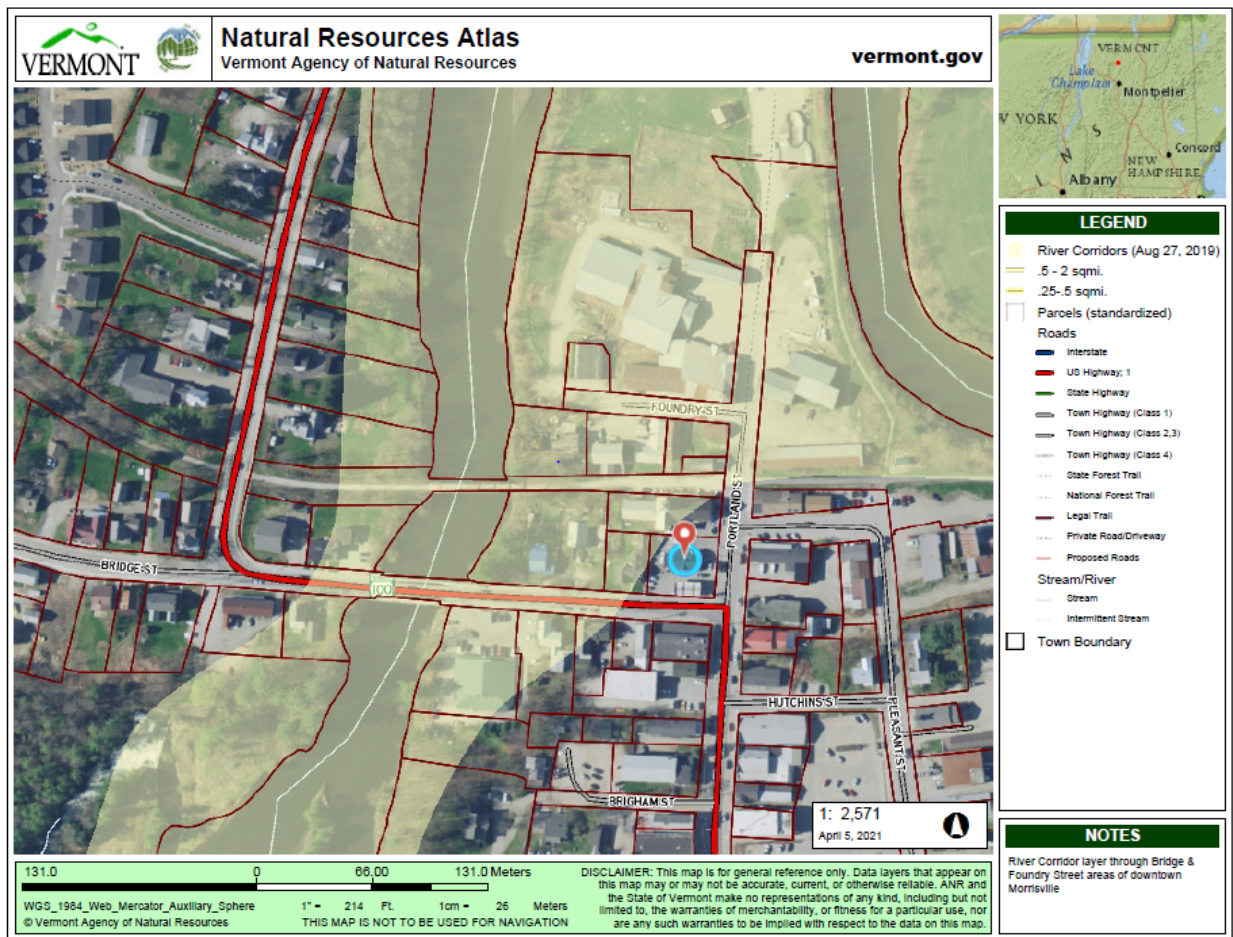 VERMONT
Natural Resources Atlas
Vermont Agency of Natural Resources
vermont.gov
VERMONT
Lake
Champlain
Montpelier
W YORK
S
N
I
Concord
NEW
HAMPSHIRE
Albany
FOUNDRY ST
PORTLAND ST
BRIDGE ST
100
HUTCHINS ST
PLEASANT ST
BRIGHAM ST
1: 2,571
April 5, 2021
LEGEND
River Corridors (Aug 27, 2019)
.5 - 2 sqmi.
.25-.5 sqmi.
Parcels (standardized)
Roads
Interstate
US Highway; 1
State Highway
Town Highway (Class 1)
Town Highway (Class 2,3)
Town Highway (Class 4)
State Forest Trail
National Forest Trail
Legal Trail
Private Road/Driveway
Proposed Roads
Stream/River
Stream
Intermittent Stream
Town Boundary
NOTES
River Corridor layer through Bridge &
Foundry Street areas of downtown
Morrisville
131.0 0 66.00 131.0 Meters
WGS_1984_Web_Mercator_Auxiliary_Sphere
© Vermont Agency of Natural Resources
1" = 214 Ft. 1cm = 26 Meters
THIS MAP IS NOT TO BE USED FOR NAVIGATION
DISCLAIMER: This map is for general reference only. Data layers that appear on
this map may or may not be accurate, current, or otherwise reliable. ANR and
the State of Vermont make no representations of any kind, including but not
limited to, the warranties of merchantability, or fitness for a particular use, nor
are any such warranties to be implied with respect to the data on this map.